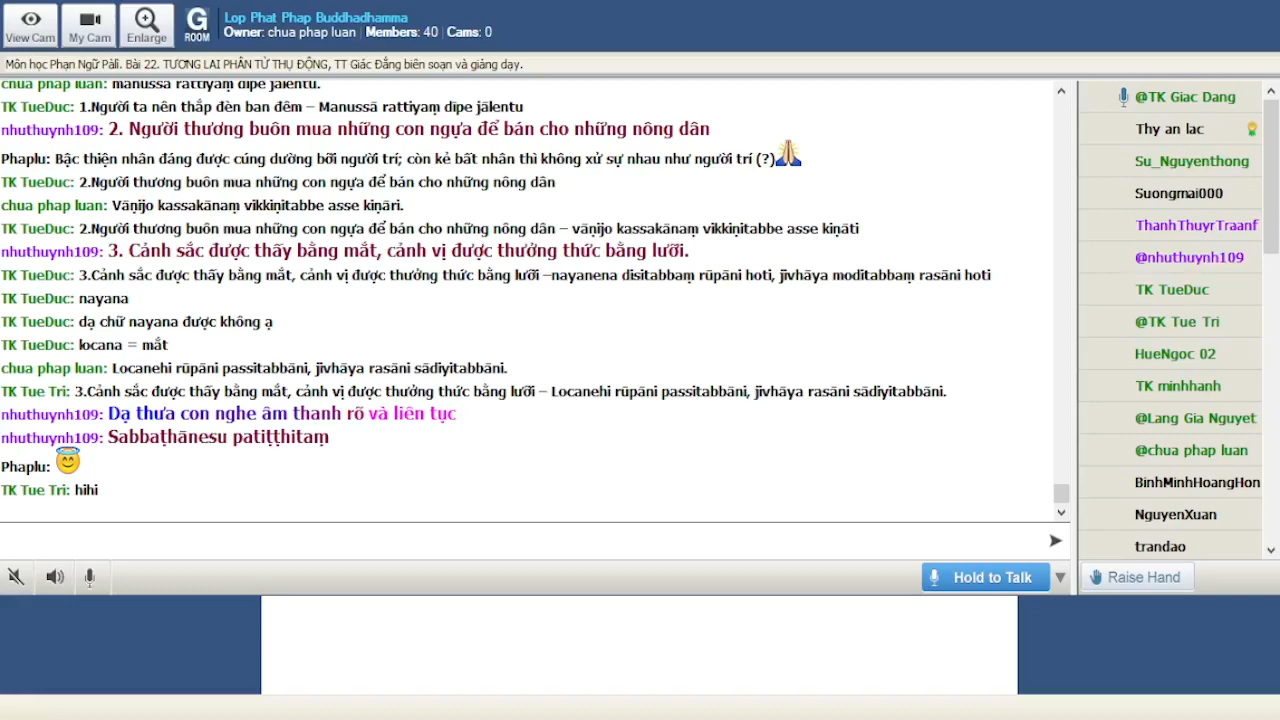 View Cam
My Cam
Enlarge
G
ROOM
Lop Phat Phap Buddhadhamma
Owner: chua phap luan | Members: 40 | Cams: 0
Môn học Phạn Ngữ Pāli. Bài 22. TƯƠNG LAI PHÂN TỪ THỤ ĐỘNG, TT Giác Đẳng biên soạn và giảng dạy.
chua phap luan: manussā rattiyaṃ dīpe jālentu.
TK TueDuc: 1.Người ta nên thắp đèn ban đêm – Manussā rattiyaṃ dīpe jālentu
nhuthuynh109: 2. Người thương buôn mua những con ngựa để bán cho những nông dân
Phaplu: Bậc thiện nhân đáng được cúng dường bởi người trí; còn kẻ bất nhân thì không xử sự nhau như người trí (?)
TK TueDuc: 2.Người thương buôn mua những con ngựa để bán cho những nông dân
chua phap luan: Vāṇijo kassakānaṃ vikkiṇitabbe asse kiṇāri.
TK TueDuc: 2.Người thương buôn mua những con ngựa để bán cho những nông dân – vāṇijo kassakānaṃ vikkiṇitabbe asse kiṇāti
nhuthuynh109: 3. Cảnh sắc được thấy bằng mắt, cảnh vị được thưởng thức bằng lưỡi.
TK TueDuc: 3.Cảnh sắc được thấy bằng mắt, cảnh vị được thưởng thức bằng lưỡi –nayanena disitabbaṃ rūpāni hoti, jivhāya moditabbaṃ rasāni hoti
TK TueDuc: nayana
TK TueDuc: dạ chữ nayana được không ạ
TK TueDuc: locana = mắt
chua phap luan: Locanehi rūpāni passitabbāni, jivhāya rasāni sādiyitabbāni.
TK Tue Tri: 3.Cảnh sắc được thấy bằng mắt, cảnh vị được thưởng thức bằng lưỡi – Locanehi rūpāni passitabbāni, jivhāya rasāni sādiyitabbāni.
nhuthuynh109: Dạ thưa con nghe âm thanh rõ và liên tục
nhuthuynh109: Sabbaṭhānesu patiṭṭhitaṃ
Phaplu:
TK Tue Tri: hihi
@TK Giac Dang
Thy an lac
Su_Nguyenthong
Suongmai000
ThanhThuyrTraanf
@nhuthuynh109
TK TueDuc
@TK Tue Tri
HueNgoc 02
TK minhhanh
@Lang Gia Nguyet
@chua phap luan
BinhMinhHoangHon
NguyenXuan
trandao
Hold to Talk
Raise Hand